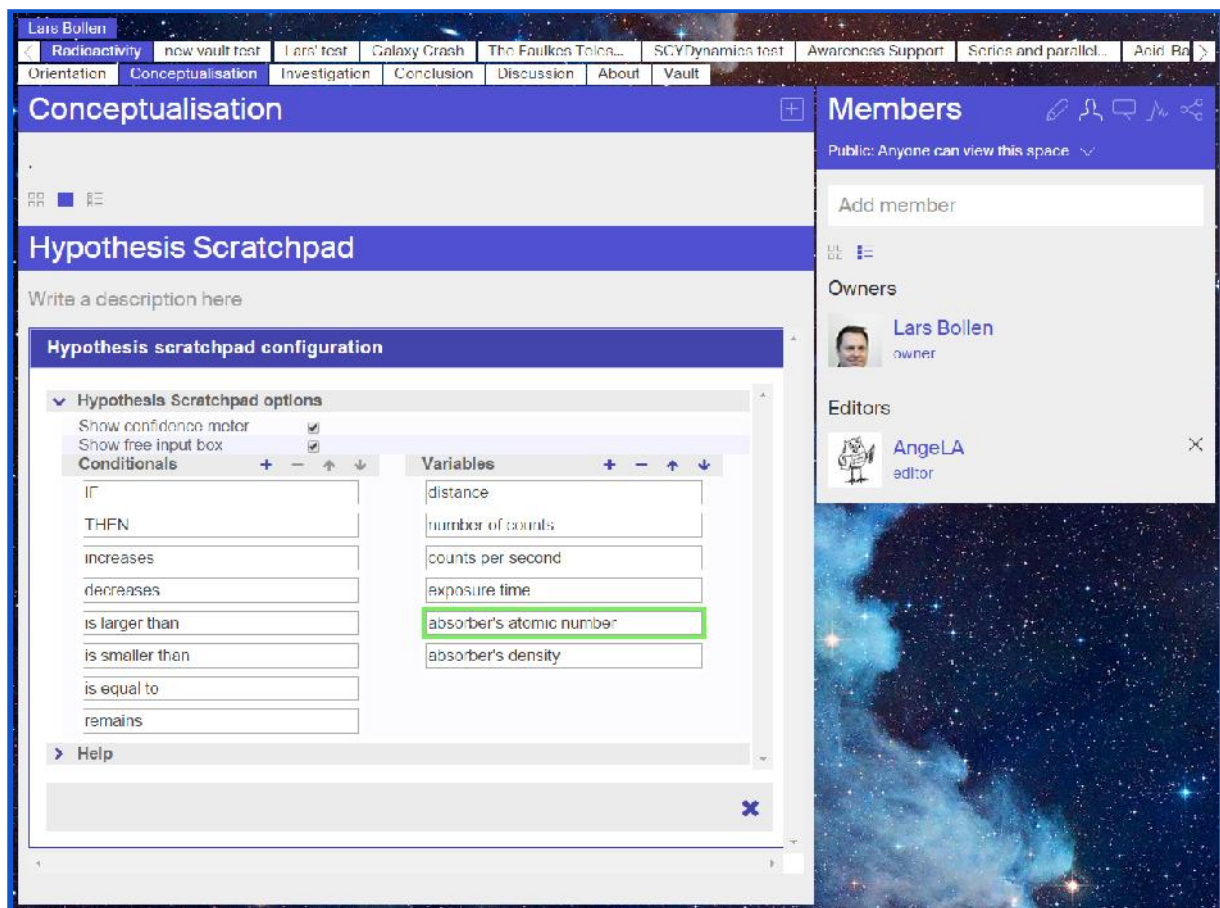 Lars Bollen
Radioactivity new vault test Lars' test Galaxy Crash The Faulkes Teles... SCYDynamics test Awareness Support Series and parallel... Acid Ba
Orientation Conceptualisation Investigation Conclusion Discussion About Vault
Conceptualisation
.
Hypothesis Scratchpad
Write a description here
Hypothesis scratchpad configuration
Hypothesis Scratchpad options
Show confidence meter
Show free input box
Conditionals
IF
THEN
increases
decreases
is larger than
is smaller than
is equal to
remains
Variables
distance
number of counts
counts per second
exposure time
absorber's atomic number
absorber's density
Help
Members
Public: Anyone can view this space
Add member
Owners
Lars Bollen
owner
Editors
AngeLA
editor